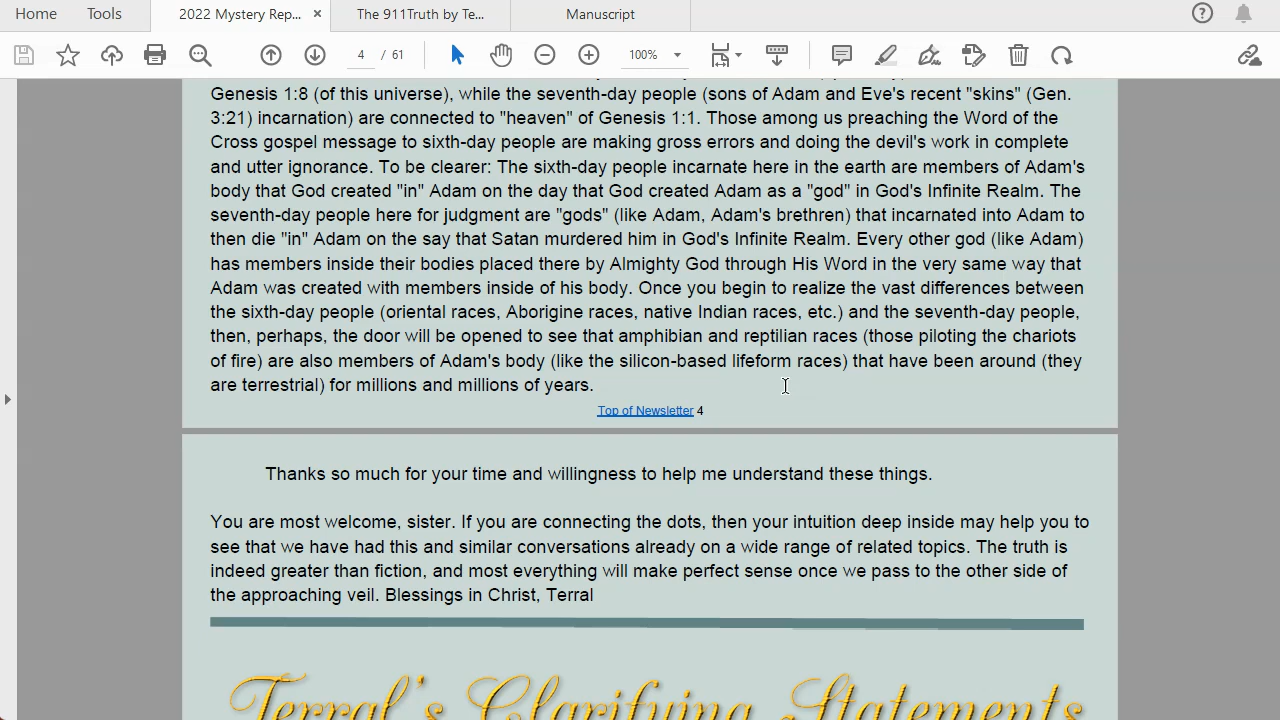 Home Tools 2022 Mystery Rep... × The 911Truth by Te... Manuscript
4 / 61 100%
Genesis 1:8 (of this universe), while the seventh-day people (sons of Adam and Eve's recent "skins" (Gen.
3:21) incarnation) are connected to "heaven" of Genesis 1:1. Those among us preaching the Word of the
Cross gospel message to sixth-day people are making gross errors and doing the devil's work in complete
and utter ignorance. To be clearer: The sixth-day people incarnate here in the earth are members of Adam's
body that God created "in" Adam on the day that God created Adam as a "god" in God's Infinite Realm. The
seventh-day people here for judgment are "gods" (like Adam, Adam's brethren) that incarnated into Adam to
then die "in" Adam on the say that Satan murdered him in God's Infinite Realm. Every other god (like Adam)
has members inside their bodies placed there by Almighty God through His Word in the very same way that
Adam was created with members inside of his body. Once you begin to realize the vast differences between
the sixth-day people (oriental races, Aborigine races, native Indian races, etc.) and the seventh-day people,
then, perhaps, the door will be opened to see that amphibian and reptilian races (those piloting the chariots
of fire) are also members of Adam's body (like the silicon-based lifeform races) that have been around (they
are terrestrial) for millions and millions of years.
Top of Newsletter 4
Thanks so much for your time and willingness to help me understand these things.
You are most welcome, sister. If you are connecting the dots, then your intuition deep inside may help you to
see that we have had this and similar conversations already on a wide range of related topics. The truth is
indeed greater than fiction, and most everything will make perfect sense once we pass to the other side of
the approaching veil. Blessings in Christ, Terral
Terral's Clarifying Statements